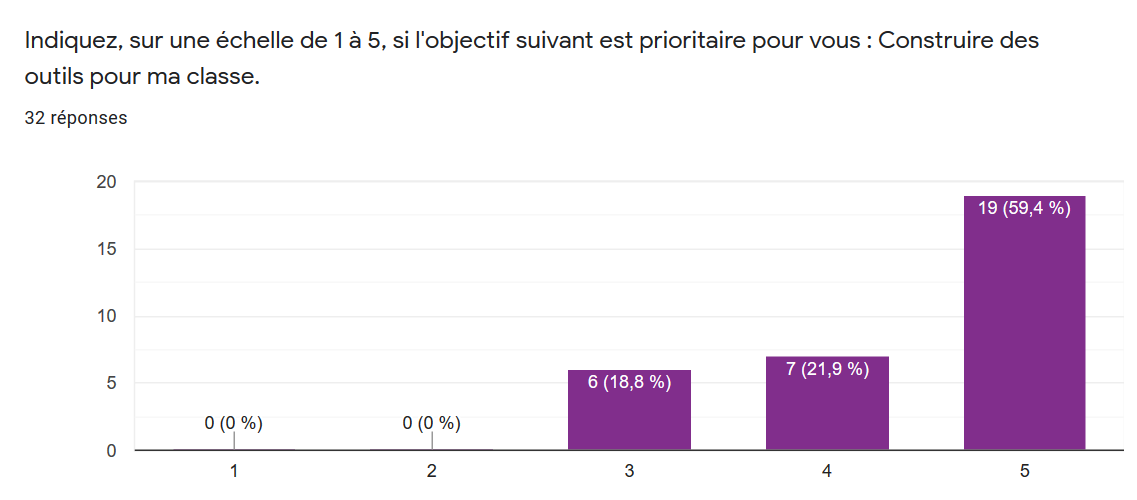 Indiquez, sur une échelle de 1 à 5, si l'objectif suivant est prioritaire pour vous : Construire des
outils pour ma classe.
32 réponses
20
15
10
5
0
0 (0 %)
0 (0 %)
6 (18,8 %)
7 (21,9 %)
19 (59,4 %)
1
2
3
4
5